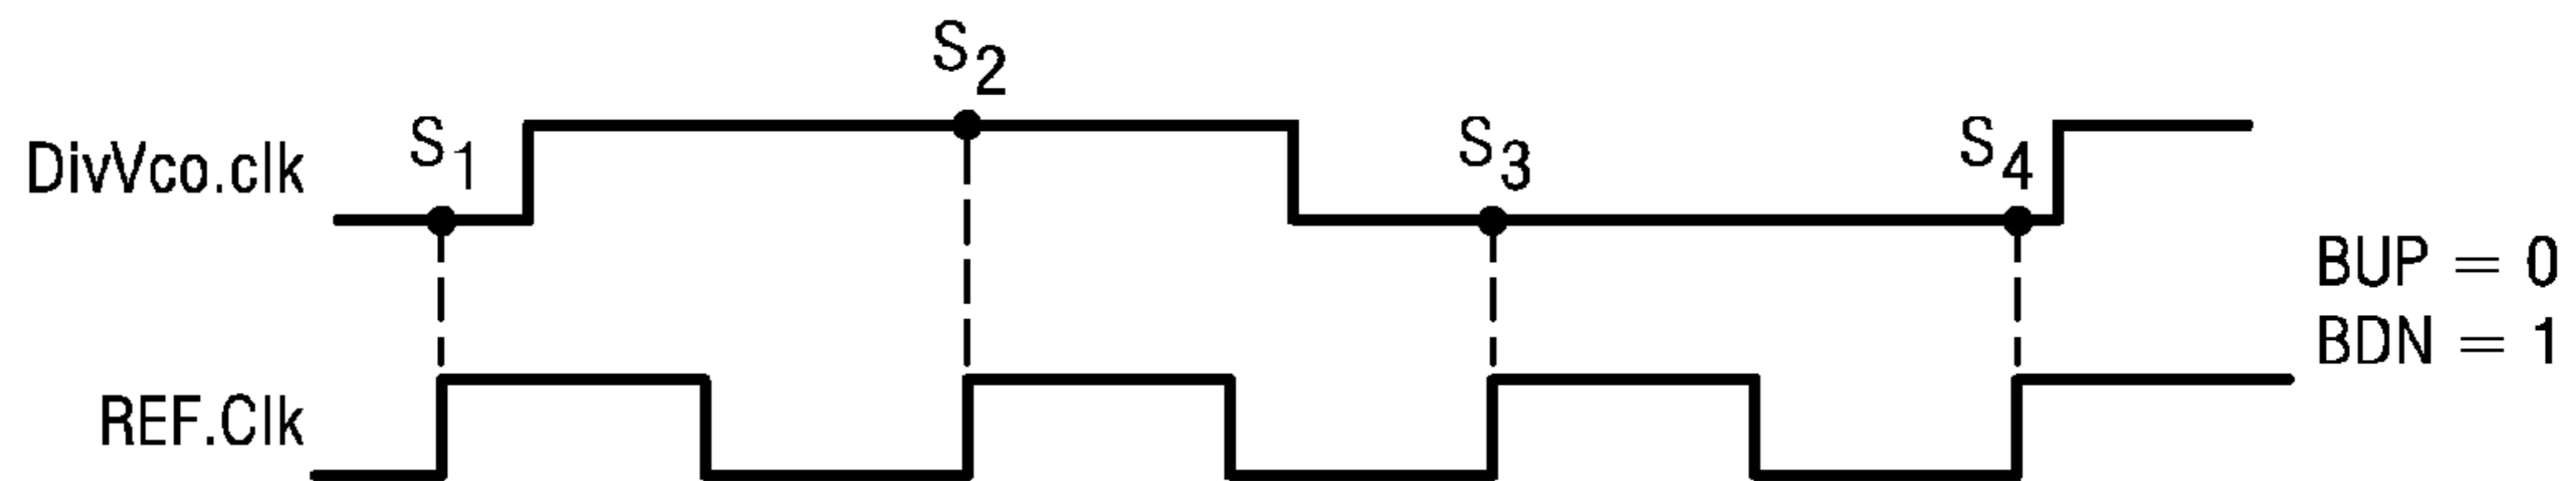 S2
S1
S3
S4
DivVco.clk
BUP = 0
BDN = 1
REF.Clk